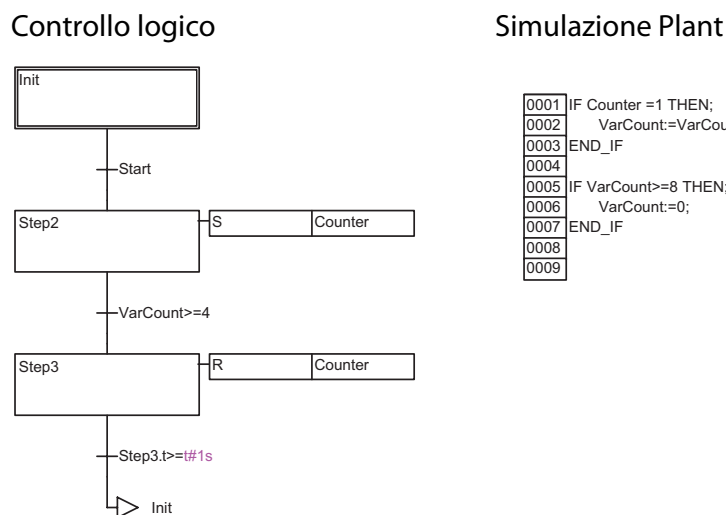 Controllo logico
Simulazione Plant
Init
Start
Step2
S Counter
VarCount>=4
Step3
R Counter
Step3.t>=t#1s
Init
0001 IF Counter =1 THEN;
0002
0003 END_IF
0004
0005 IF VarCount>=8 THEN;
0006 VarCount:=0;
0007 END_IF
0008
0009